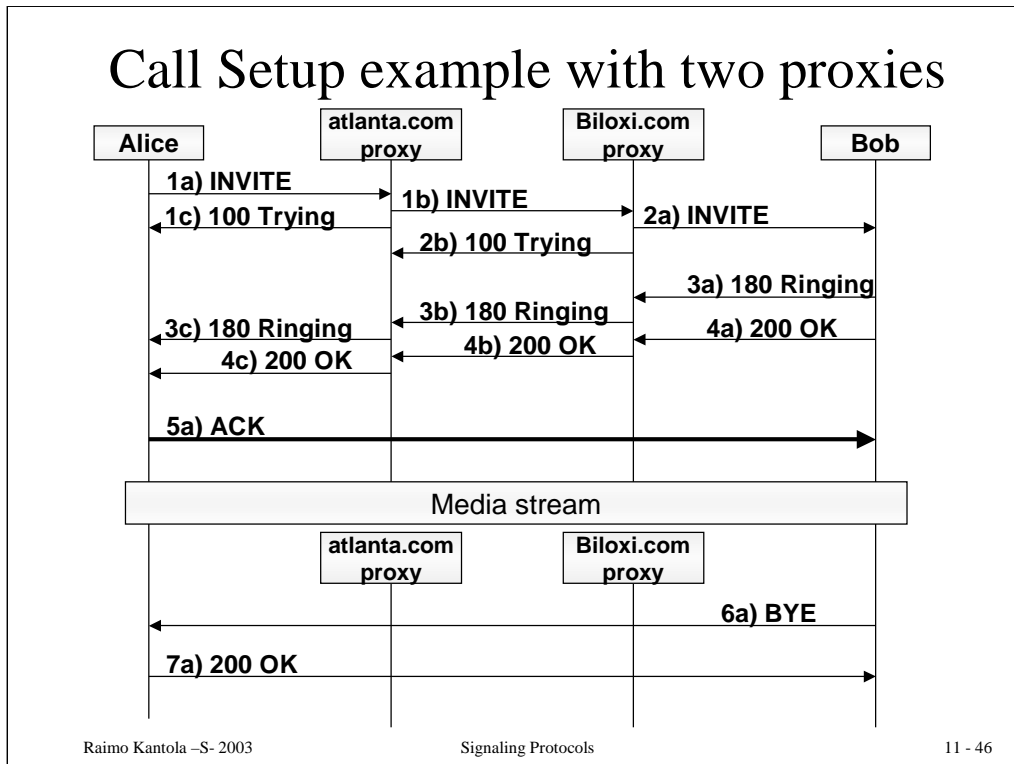 Call Setup example with two proxies
Alice
atlanta.com
proxy
Biloxi.com
proxy
Bob
1a) INVITE
1b) INVITE
1c) 100 Trying
2a) INVITE
2b) 100 Trying
3a) 180 Ringing
3b) 180 Ringing
3c) 180 Ringing
4a) 200 OK
4b) 200 OK
4c) 200 OK
5a) ACK
Media stream
atlanta.com
proxy
Biloxi.com
proxy
6a) BYE
7a) 200 OK
Raimo Kantola –S- 2003
Signaling Protocols
11 - 46